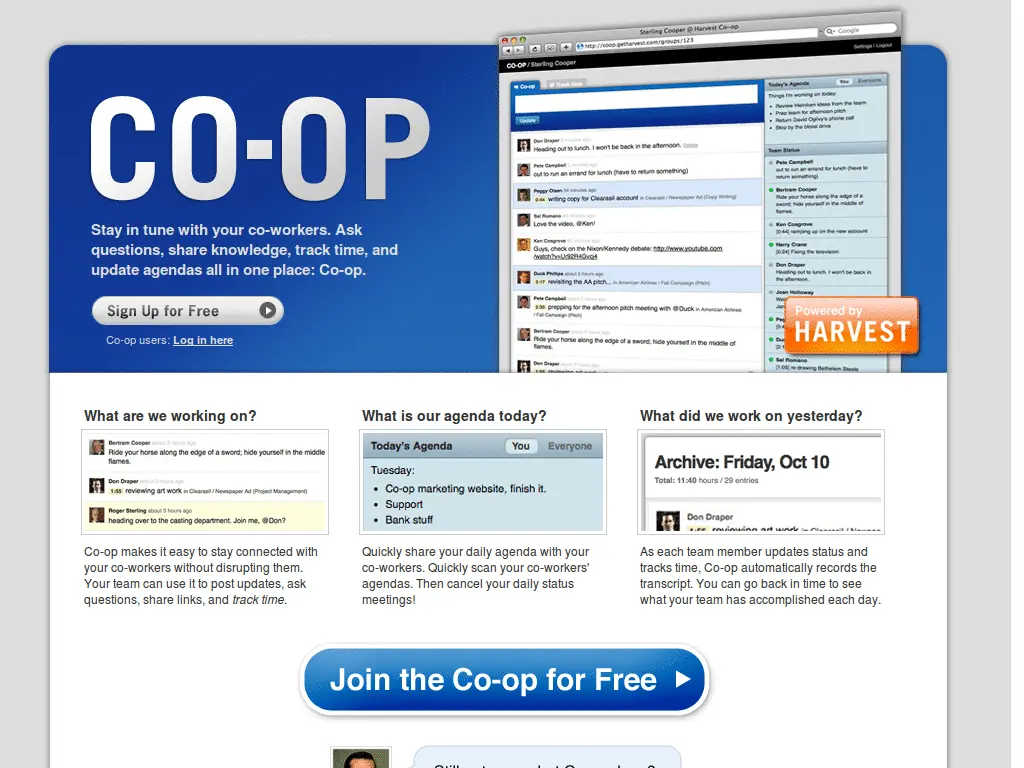 Sterling Cooper @ Harvest Co-op
http://coop.getharvest.com/groups/123
Google
CO-OP / Sterling Cooper
Settings / Logout
Co-op
Track time
Update
Don Draper
Heading out to lunch. I won't be back in the afternoon. Delete
Pete Campbell
out to run an errand for lunch (have to return something)
Peggy Olsen 34 minutes ago
0:44 writing copy for Clearasil account in Clearasil / Newspaper Ad (Copy Writing)
Sal Romano
Love the video, @Ken!
Ken Cosgrove
Guys, check on the Nixon/Kennedy debate: http://www.youtube.com
/watch?v=Ur92R4Gvcj4
Duck Phillips about 2 hours ago
2:17 revisiting the AA pitch... in American Airlines / Fat Campaign (Pitch)
Pete Campbell about 2 hours ago
prepping for the afternoon pitch meeting with @Duck in American Airlines
/ Fat Campaign (Pitch)
Bertram Cooper about 3 hours ago
Ride your horse along the edge of a sword; hide yourself in the middle of
flames.
Don Draper about 3 hours ago
Today's Agenda
You
Everyone
Things I'm working on today:
Review Heineken ideas from the team
Prep team for afternoon pitch
Return David Ogilvy's phone call
Stop by the blood drive
Team Status
Pete Campbell
out to run an errand for lunch (have to
return something)
Bertram Cooper
Ride your horse along the edge of a
sword; hide yourself in the middle of
flames.
Ken Cosgrove
[0:44] ramping up on the new account
Harry Crane
[0:24] Fixing the television
Don Draper
Heading out to lunch. I won't be back in
the afternoon.
Joan Holloway
Sal Romano
[1:05] re-drawing Bethlehem Steele
Powered by
HARVEST
CO-OP
Stay in tune with your co-workers. Ask
questions, share knowledge, track time, and
update agendas all in one place: Co-op.
Sign Up for Free
Co-op users: Log in here
What are we working on?
Bertram Cooper about 3 hours ago
Ride your horse along the edge of a sword; hide yourself in the middle of
flames.
Don Draper about 3 hours ago
1:55 reviewing art work in Clearasil / Newspaper Ad (Project Management)
Roger Sterling about 3 hours ago
heading over to the casting department. Join me, @Don?
Co-op makes it easy to stay connected with
your co-workers without disrupting them.
Your team can use it to post updates, ask
questions, share links, and track time.
What is our agenda today?
Today's Agenda
You
Everyone
Tuesday:
Co-op marketing website, finish it.
Support
Bank stuff
Quickly share your daily agenda with your
co-workers. Quickly scan your co-workers'
agendas. Then cancel your daily status
meetings!
What did we work on yesterday?
Archive: Friday, Oct 10
Total: 11:40 hours / 29 entries
Don Draper
1:55 reviewing art work in Clearasil / Newspaper
As each team member updates status and
tracks time, Co-op automatically records the
transcript. You can go back in time to see
what your team has accomplished each day.
Join the Co-op for Free